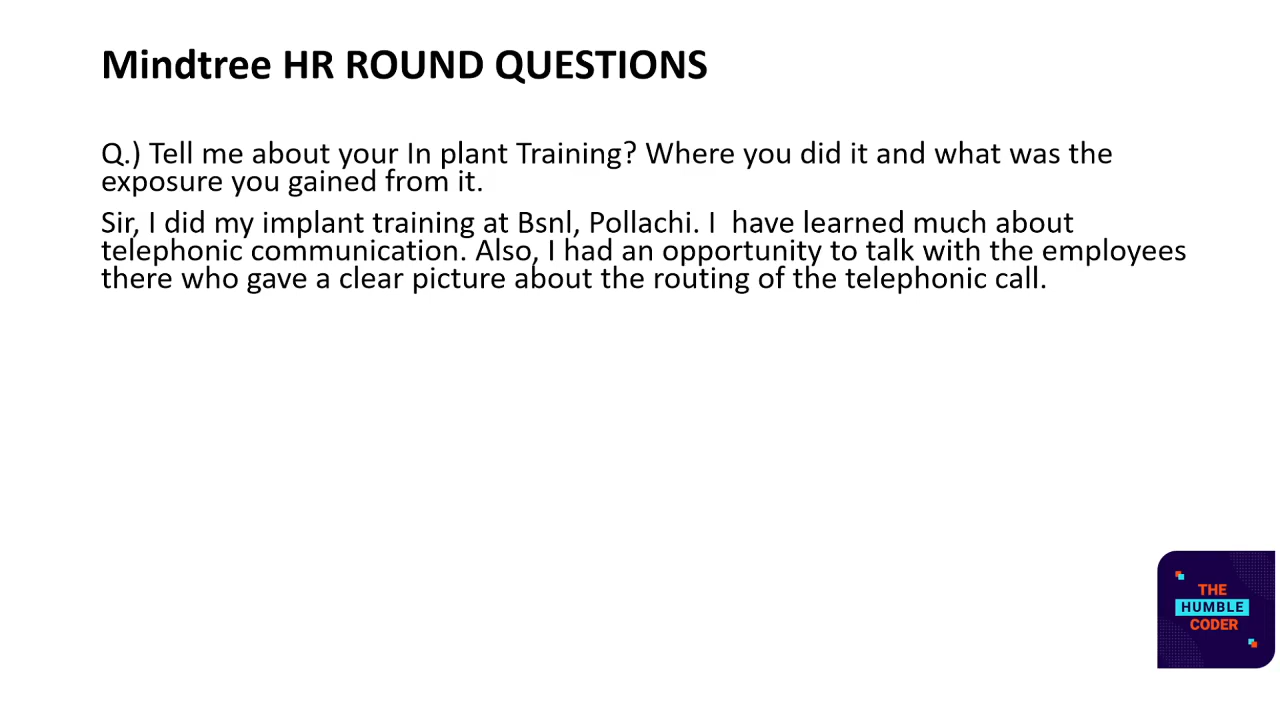 Mindtree HR ROUND QUESTIONS
Q.) Tell me about your In plant Training? Where you did it and what was the
exposure you gained from it.
Sir, I did my implant training at Bsnl, Pollachi. I  have learned much about
telephonic communication. Also, I had an opportunity to talk with the employees
there who gave a clear picture about the routing of the telephonic call.
THE
HUMBLE
CODER